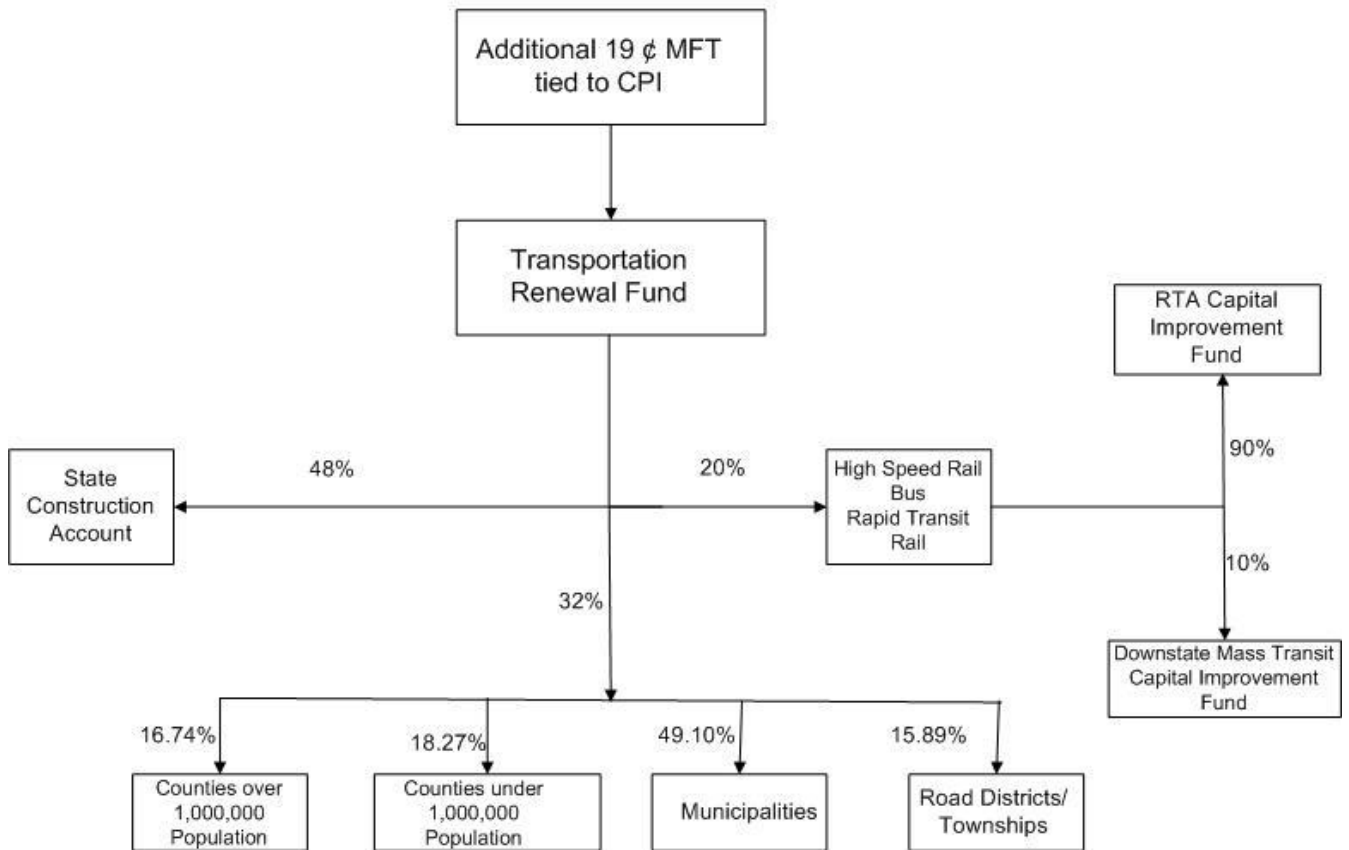 Additional 19 ¢ MFT
tied to CPI
Transportation
Renewal Fund
RTA Capital
Improvement
Fund
State
Construction
Account
48%
20%
High Speed Rail
Bus
Rapid Transit
Rail
90%
10%
32%
Downstate Mass Transit
Capital Improvement
Fund
16.74%
18.27%
49.10%
15.89%
Counties over
1,000,000
Population
Counties under
1,000,000
Population
Municipalities
Road Districts/
Townships